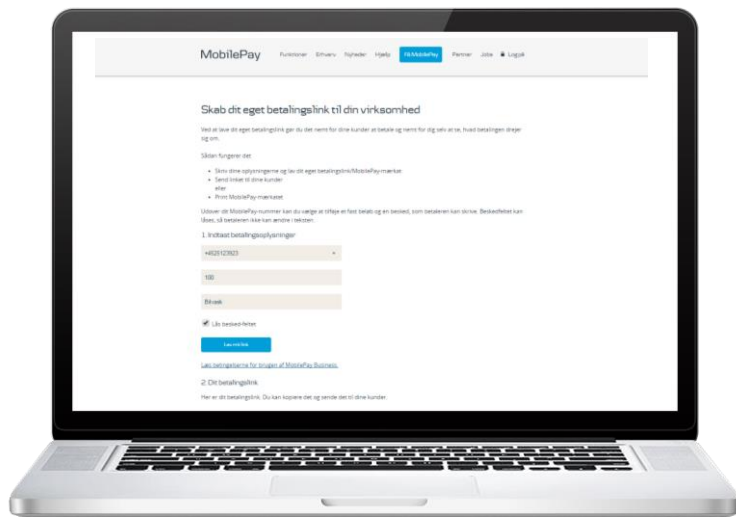 MobilePay
Funktioner Erhverv Nyheder Hjælp Få MobilePay Partner Jobs Log på
Skab dit eget betalingslink til din virksomhed
Ved at lave dit eget betalingslink gør du det nemt for dine kunder at betale og nemt for dig selv at se, hvad betalingen drejer
sig om.
Sådan fungerer det
Skriv dine oplysningerne og lav dit eget betalingslink/MobilePay-mærket
Send linket til dine kunder
eller
Print MobilePay-mærkatet
Udover dit MobilePay-nummer kan du vælge at tilføje et fast beløb og en besked, som betaleren kan skrive. Beskedfeltet kan
låses, så betaleren ikke kan ændre i teksten.
1. Indtast betalingsoplysninger
100
Bilvask
Lås besked-feltet
Lav mit link
Læs betingelserne for brugen af MobilePay Business.
2. Dit betalingslink
Her er dit betalingslink. Du kan kopiere det og sende det til dine kunder.